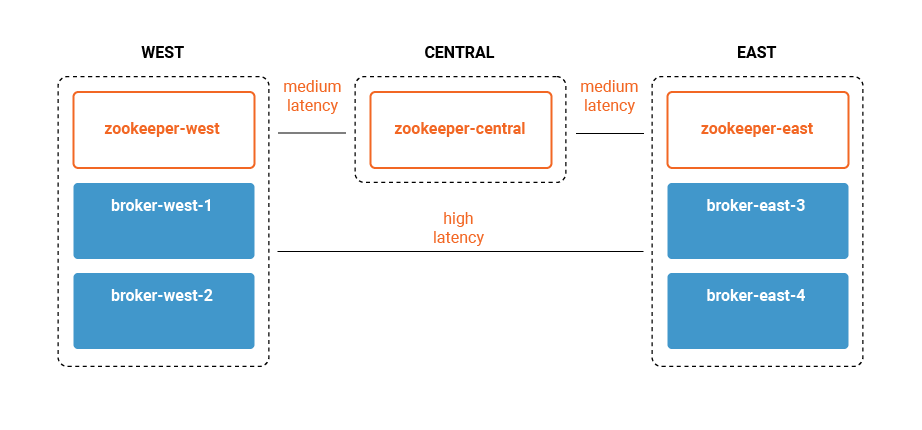 WEST
CENTRAL
EAST
medium
latency
medium
latency
zookeeper-west
zookeeper-central
zookeeper-east
broker-west-1
broker-east-3
high
latency
broker-west-2
broker-east-4